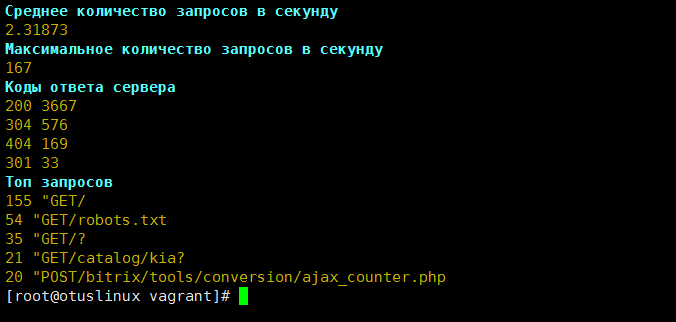 Среднее количество запросов в секунду
2.31873
Максимальное количество запросов в секунду
167
Коды ответа сервера
200 3667
304 576
404 169
301 33
Топ запросов
155 "GET/
54 "GET/robots.txt
35 "GET/?
21 "GET/catalog/kia?
20 "POST/bitrix/tools/conversion/ajax_counter.php
[root@otuslinux vagrant]#